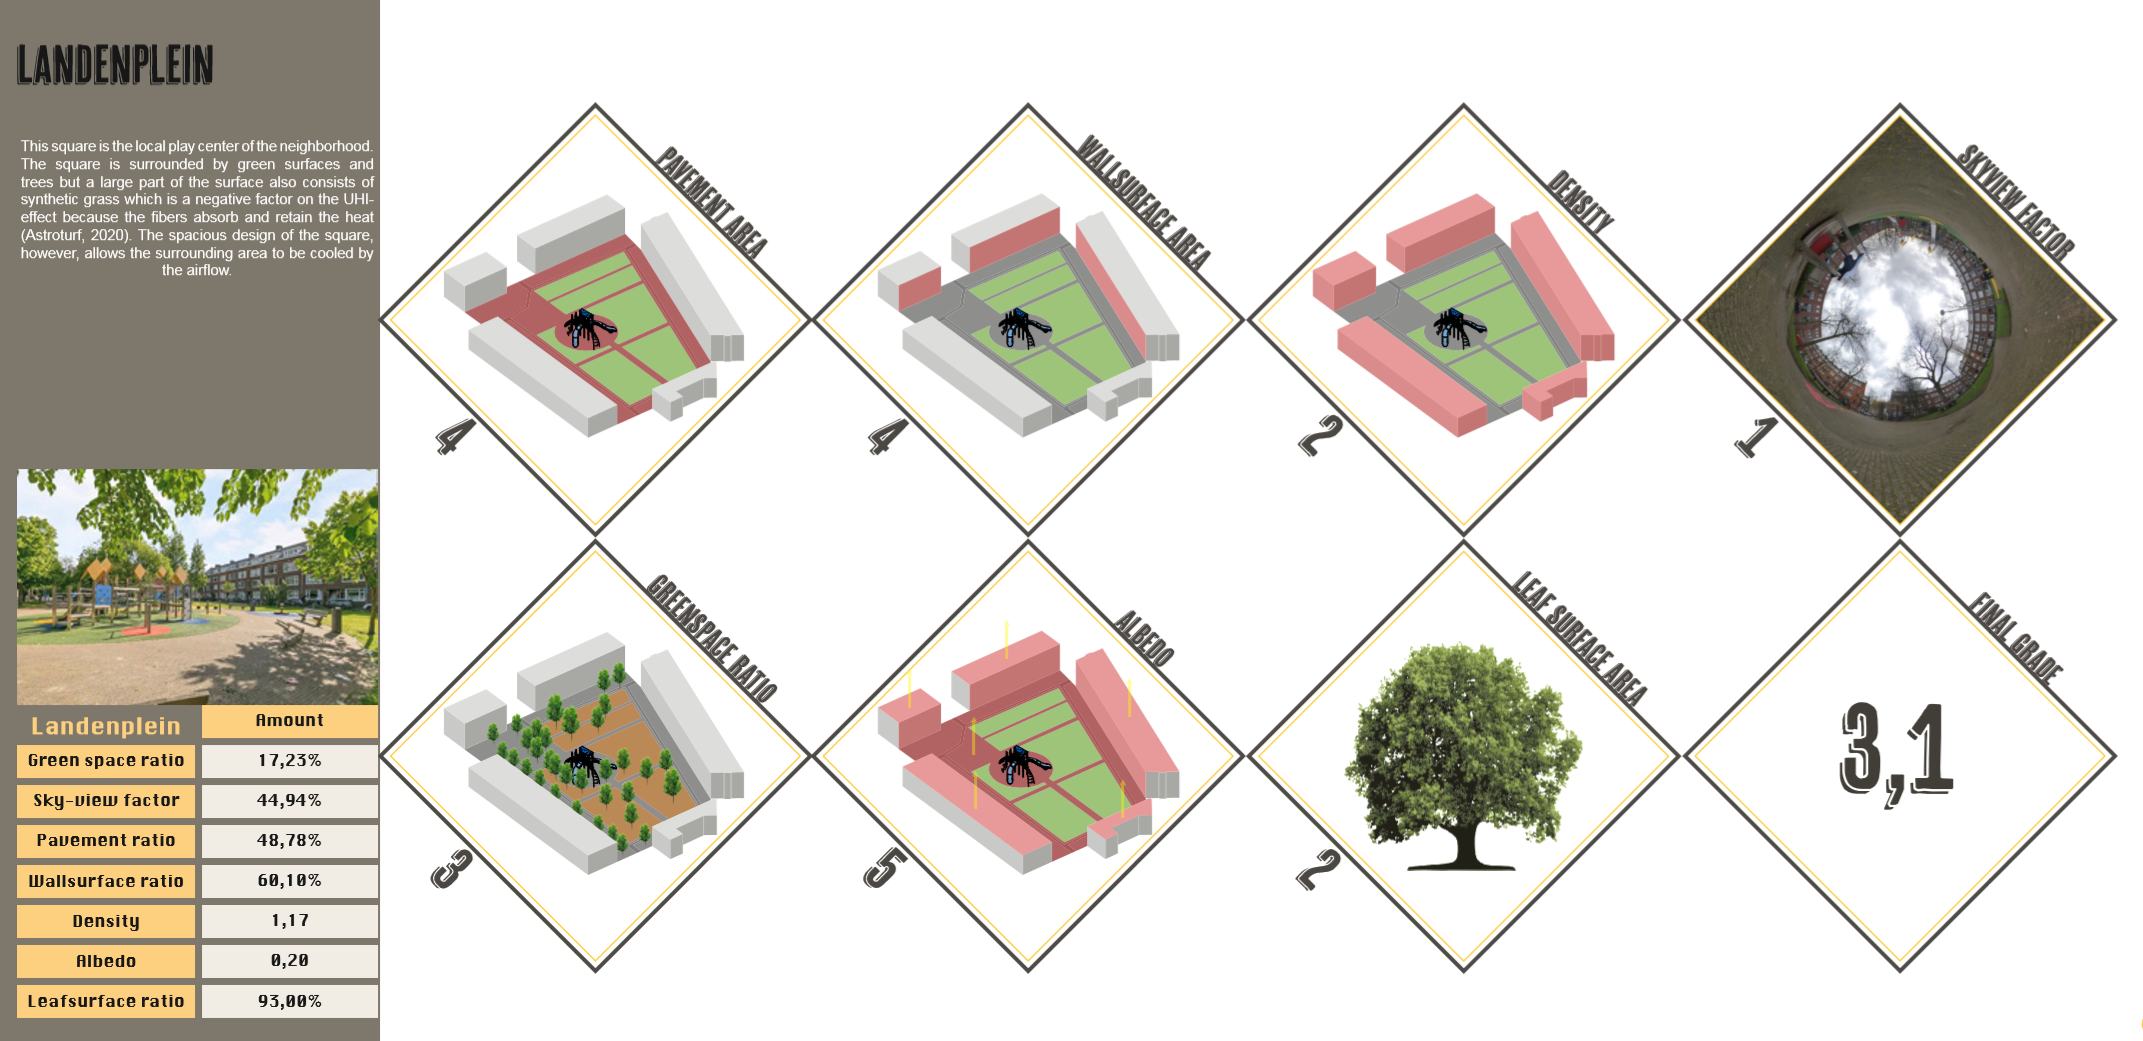 LANDENPLEIN
This square is the local play center of the neighborhood.
The square is surrounded by green surfaces and
trees but a large part of the surface also consists of
synthetic grass which is a negative factor on the UHI-
effect because the fibers absorb and retain the heat
(Astroturf, 2020). The spacious design of the square,
however, allows the surrounding area to be cooled by
the airflow.
Landenplein Amount
Green space ratio 17,23%
Sky-view factor 44,94%
Pavement ratio 48,78%
Wallsurface ratio 60,10%
Density 1,17
Albedo 0,20
Leafsurface ratio 93,00%
PAVEMENT AREA
4
WALLSURFACE AREA
4
DENSITY
2
SKYVIEW FACTOR
1
GREENSPACE RATIO
3
ALBEDO
5
LEAF SURFACE AREA
2
FINAL GRADE
3,1